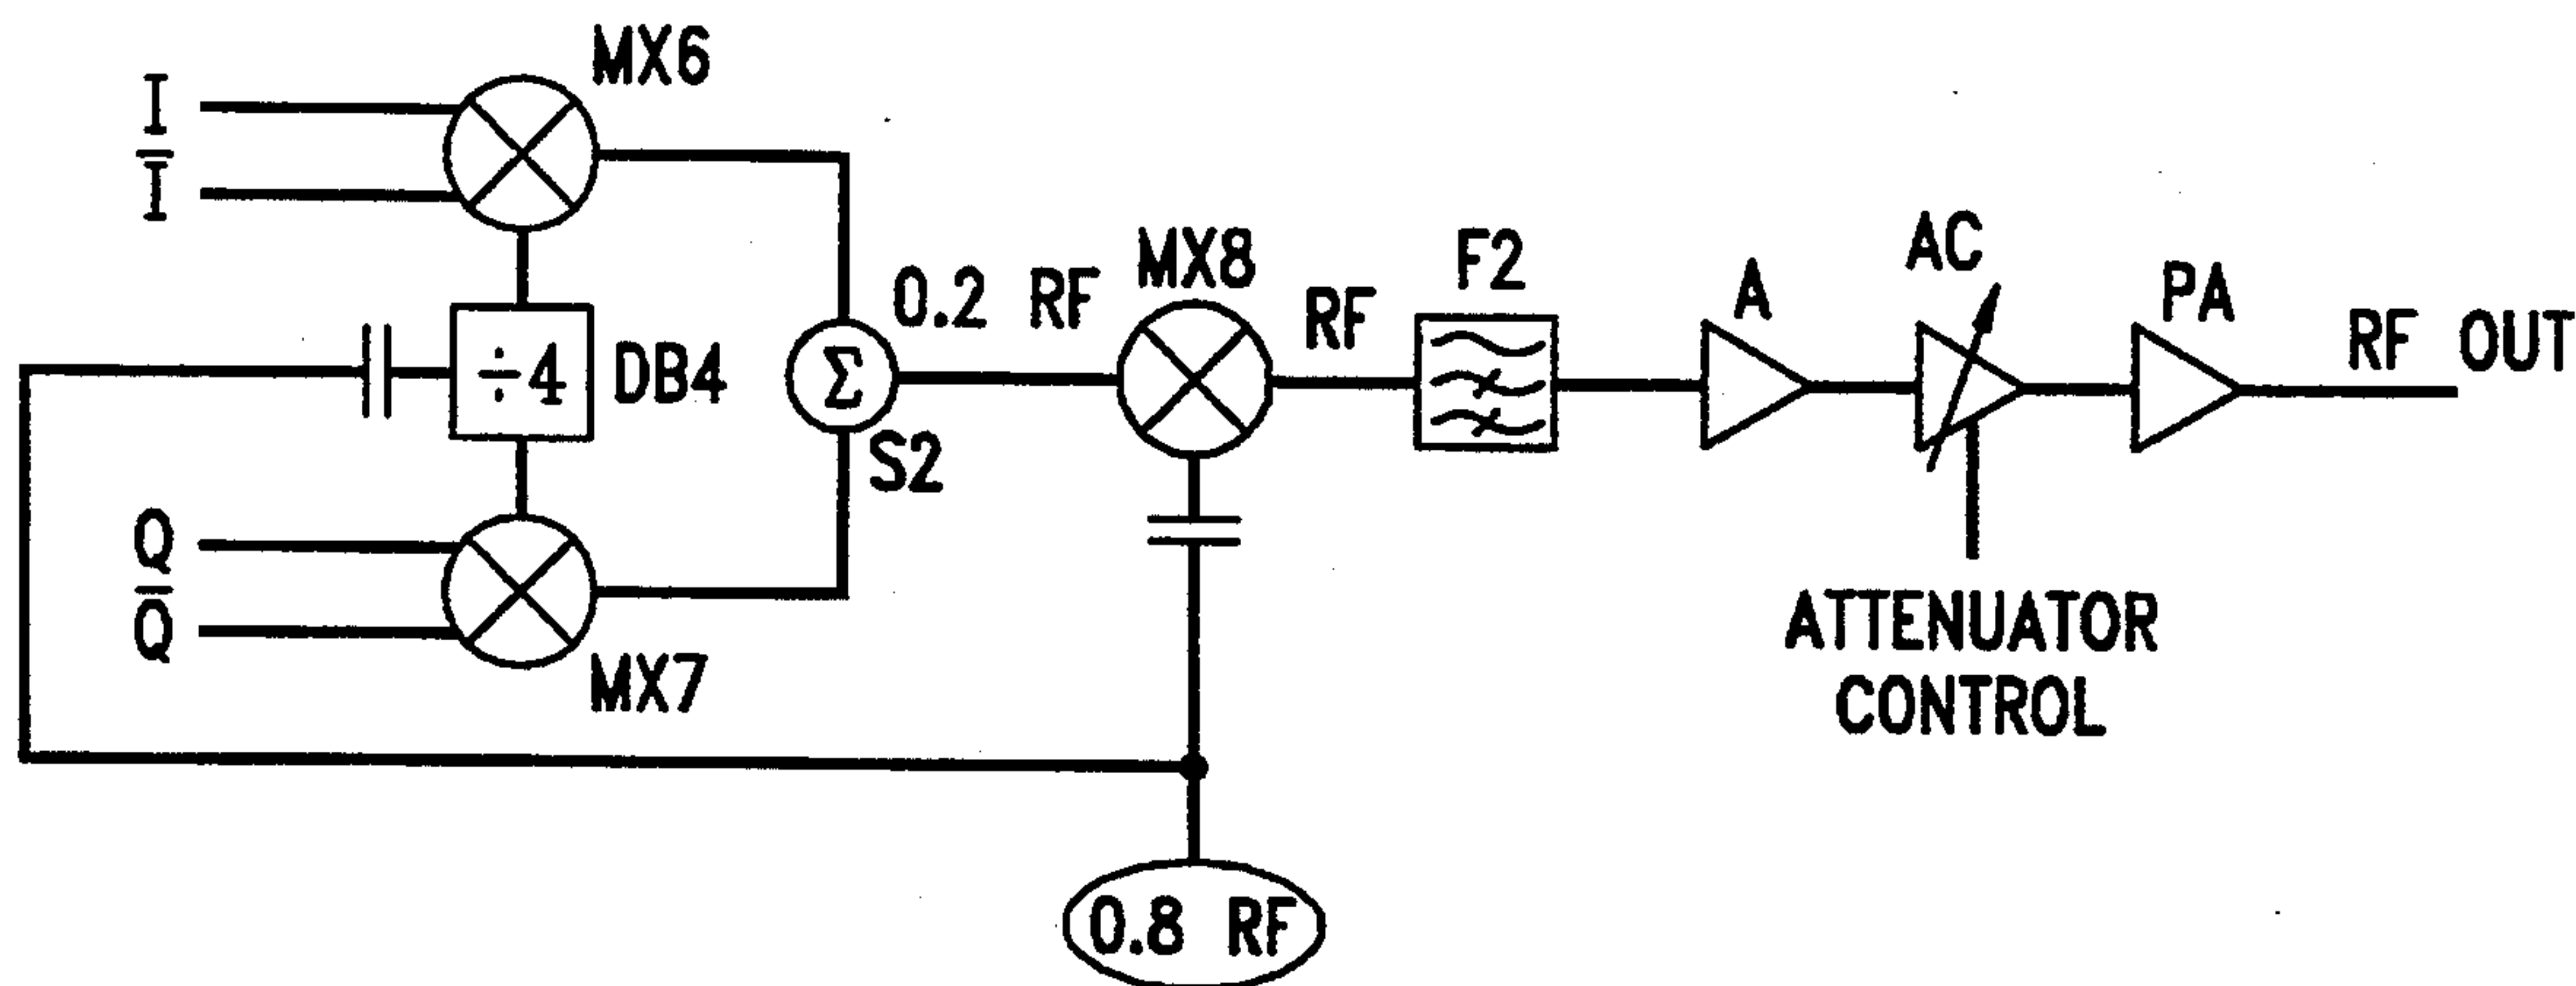 MX6
I
I̅
÷4
DB4
Q
Q̅
MX7
Σ
S2
0.2 RF
MX8
RF
F2
A
AC
PA
RF OUT
ATTENUATOR
CONTROL
0.8 RF